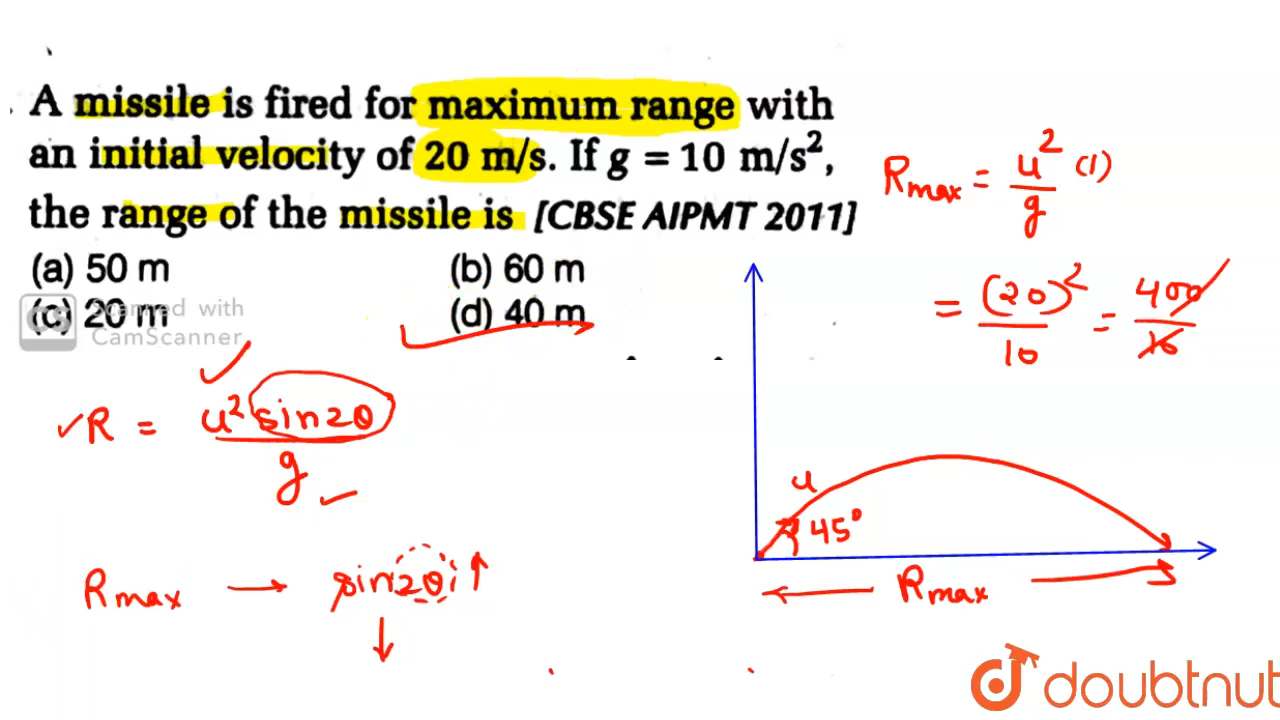 A missile is fired for maximum range with
an initial velocity of 20 m/s. If g = 10 m/s²,
the range of the missile is [CBSE AIPMT 2011]
(a) 50 m (b) 60 m
(c) 20 m (d) 40 m
CS Scanned with
CamScanner
R = u² sin2θ / g
Rmax → sin2θ ↑
↓
Rmax = u² / g (1)
= (20)² / 10 = 400 / 10
u
45°
Rmax
doubtnut